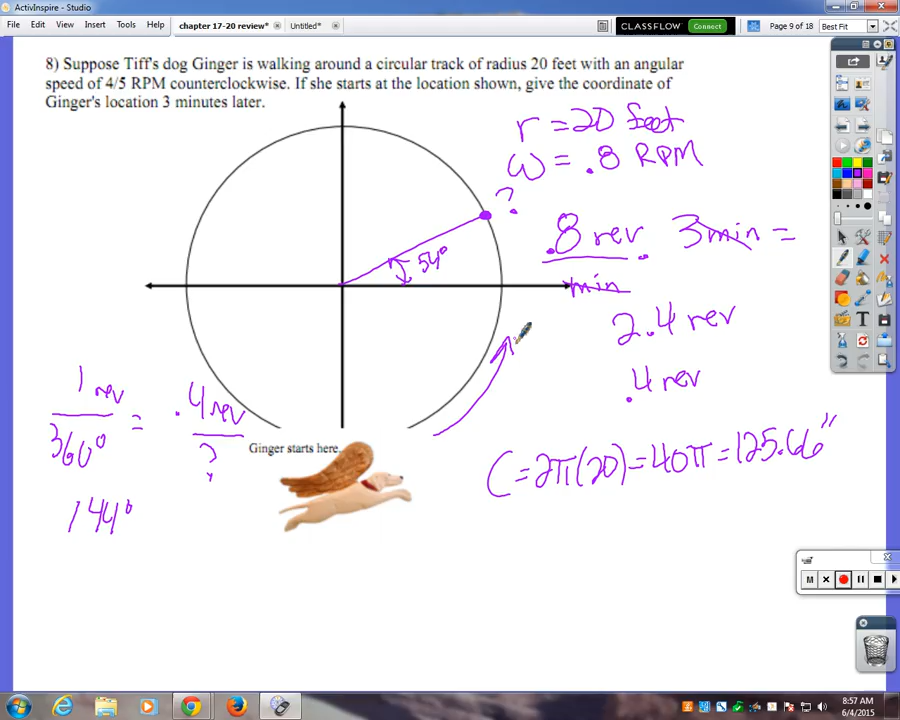 ActivInspire - Studio
File Edit View Insert Tools Help
chapter 17-20 review*
Untitled*
CLASSFLOW Connect
Page 9 of 18
Best Fit
8) Suppose Tiff's dog Ginger is walking around a circular track of radius 20 feet with an angular
speed of 4/5 RPM counterclockwise. If she starts at the location shown, give the coordinate of
Ginger's location 3 minutes later.
r = 20 feet
ω = .8 RPM
?
54°
.8 rev/min . 3 min =
2.4 rev
.4 rev
1 rev/360° = .4 rev/?
144°
Ginger starts here.
C = 2π(20) = 40π = 125.66"
M
8:57 AM
6/4/2015